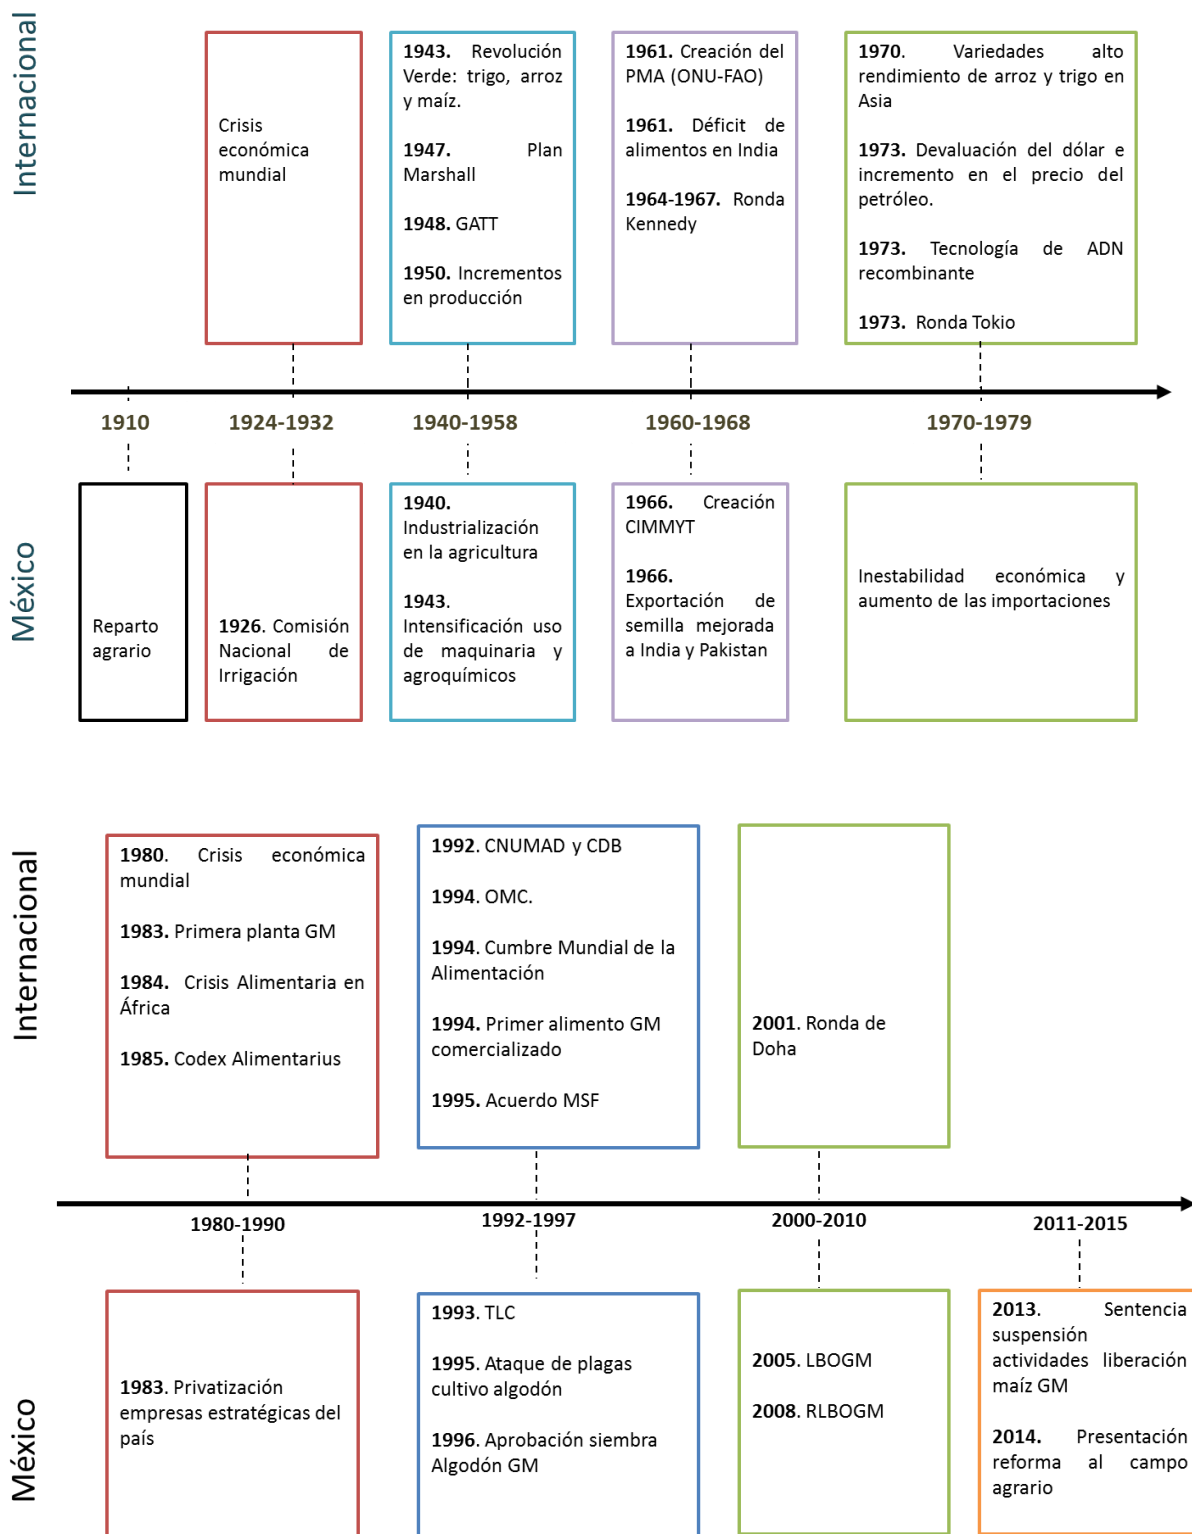 Internacional
Crisis
económica
mundial
1943. Revolución
Verde: trigo, arroz
y maíz.
1947. Plan
Marshall
1948. GATT
1950. Incrementos
en producción
1961. Creación del
PMA (ONU-FAO)
1961. Déficit de
alimentos en India
1964-1967. Ronda
Kennedy
1970. Variedades alto
rendimiento de arroz y trigo en
Asia
1973. Devaluación del dólar e
incremento en el precio del
petróleo.
1973. Tecnología de ADN
recombinante
1973. Ronda Tokio
1910
1924-1932
1940-1958
1960-1968
1970-1979
México
Reparto
agrario
1926. Comisión
Nacional de
Irrigación
1940.
Industrialización
en la agricultura
1943.
Intensificación uso
de maquinaria y
agroquímicos
1966. Creación
CIMMYT
1966.
Exportación de
semilla mejorada
a India y Pakistan
Inestabilidad económica y
aumento de las importaciones
Internacional
1980. Crisis económica
mundial
1983. Primera planta GM
1984. Crisis Alimentaria en
África
1985. Codex Alimentarius
1992. CNUMAD y CDB
1994. OMC.
1994. Cumbre Mundial de la
Alimentación
1994. Primer alimento GM
comercializado
1995. Acuerdo MSF
2001. Ronda de
Doha
1980-1990
1992-1997
2000-2010
2011-2015
México
1983. Privatización
empresas estratégicas del
país
1993. TLC
1995. Ataque de plagas
cultivo algodón
1996. Aprobación siembra
Algodón GM
2005. LBOGM
2008. RLBOGM
2013. Sentencia
suspensión
actividades liberación
maíz GM
2014. Presentación
reforma al campo
agrario